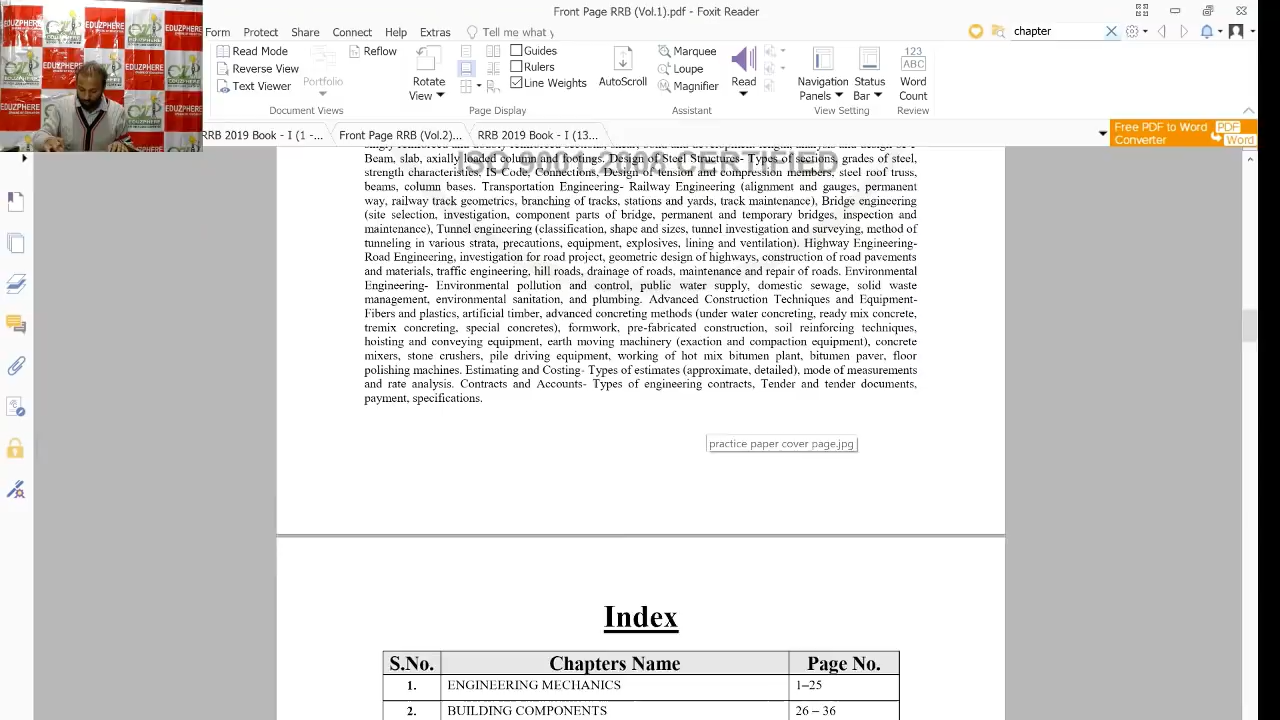 EDUZPHERE
EDUZPHERE
EDUZPHERE
EDUZPHERE
EDUZPHERE
Front Page RRB (Vol.1).pdf - Foxit Reader
Form Protect Share Connect Help Extras Tell me what y
chapter
Read Mode
Reverse View
Text Viewer
Reflow
Portfolio
Document Views
Rotate
View
Guides
Rulers
Line Weights
Page Display
AutoScroll
Marquee
Loupe
Magnifier
Read
Assistant
Navigation
Panels
Status
Bar
View Setting
123
ABC
Word
Count
Review
RRB 2019 Book - I (1 -...
Front Page RRB (Vol.2)...
RRB 2019 Book - I (13...
Free PDF to Word
Converter
PDF
Word
ISO 9001:2008 CERTIFIED
Beam, slab, axially loaded column and footings. Design of Steel Structures- Types of sections, grades of steel,
strength characteristics, IS Code, Connections, Design of tension and compression members, steel roof truss,
beams, column bases. Transportation Engineering- Railway Engineering (alignment and gauges, permanent
way, railway track geometrics, branching of tracks, stations and yards, track maintenance), Bridge engineering
(site selection, investigation, component parts of bridge, permanent and temporary bridges, inspection and
maintenance), Tunnel engineering (classification, shape and sizes, tunnel investigation and surveying, method of
tunneling in various strata, precautions, equipment, explosives, lining and ventilation). Highway Engineering-
Road Engineering, investigation for road project, geometric design of highways, construction of road pavements
and materials, traffic engineering, hill roads, drainage of roads, maintenance and repair of roads. Environmental
Engineering- Environmental pollution and control, public water supply, domestic sewage, solid waste
management, environmental sanitation, and plumbing. Advanced Construction Techniques and Equipment-
Fibers and plastics, artificial timber, advanced concreting methods (under water concreting, ready mix concrete,
tremix concreting, special concretes), formwork, pre-fabricated construction, soil reinforcing techniques,
hoisting and conveying equipment, earth moving machinery (exaction and compaction equipment), concrete
mixers, stone crushers, pile driving equipment, working of hot mix bitumen plant, bitumen paver, floor
polishing machines. Estimating and Costing- Types of estimates (approximate, detailed), mode of measurements
and rate analysis. Contracts and Accounts- Types of engineering contracts, Tender and tender documents,
payment, specifications.
practice paper cover page.jpg
Index
S.No. Chapters Name Page No.
1. ENGINEERING MECHANICS 1–25
2. BUILDING COMPONENTS 26 – 36